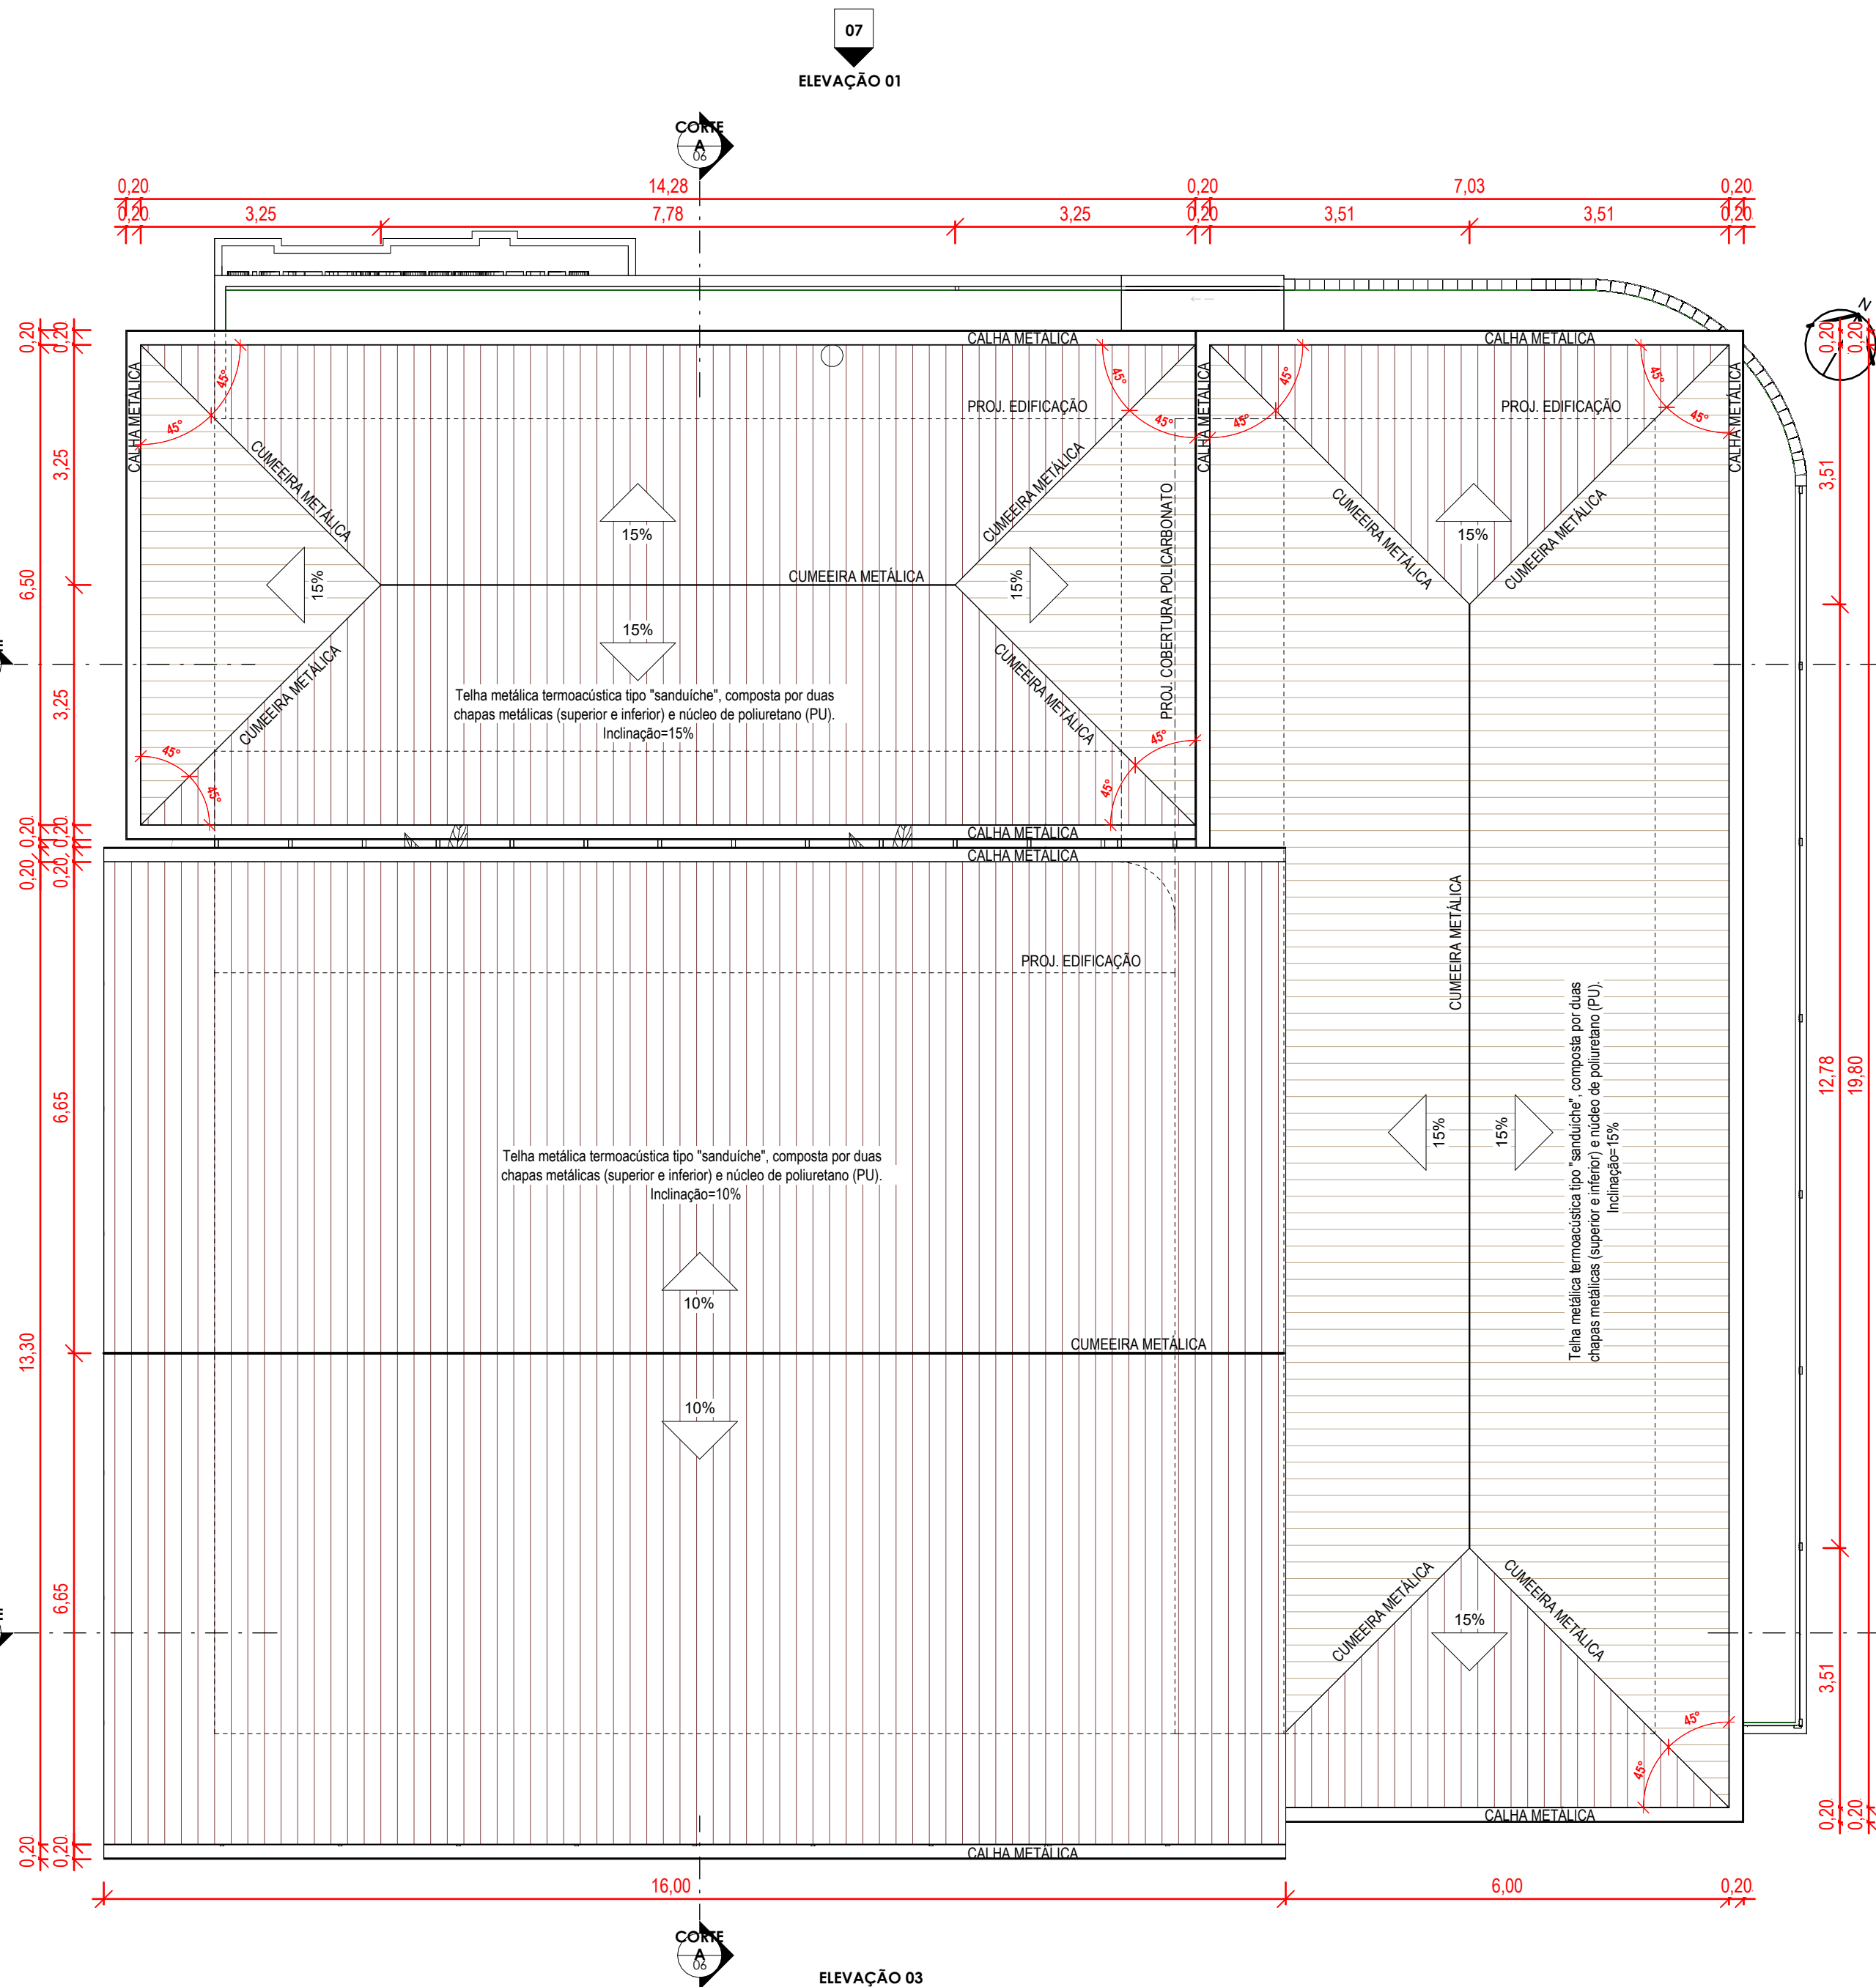 07
ELEVAÇÃO 01
CORTE
A
06
0,20
14,28
0,20
7,03
0,20
0,20
3,25
7,78
3,25
0,20
3,51
3,51
0,20
N
0,20
0,20
0,20
0,20
CALHA METÁLICA
CALHA METÁLICA
CALHA METÁLICA
CALHA METÁLICA
CALHA METÁLICA
45°
45°
45°
45°
45°
45°
45°
45°
PROJ. EDIFICAÇÃO
PROJ. EDIFICAÇÃO
CUMEEIRA METÁLICA
CUMEEIRA METÁLICA
CUMEEIRA METÁLICA
CUMEEIRA METÁLICA
PROJ. COBERTURA POLICARBONATO
3,25
3,51
15%
15%
15%
15%
CUMEEIRA METÁLICA
6,50
15%
CUMEEIRA METÁLICA
CUMEEIRA METÁLICA
Telha metálica termoacústica tipo "sanduíche", composta por duas
chapas metálicas (superior e inferior) e núcleo de poliuretano (PU).
Inclinação=15%
3,25
45°
45°
45°
45°
0,20
0,20
CALHA METÁLICA
CALHA METÁLICA
0,20
0,20
PROJ. EDIFICAÇÃO
CUMEEIRA METÁLICA
6,65
12,78
19,80
Telha metálica termoacústica tipo "sanduíche", composta por duas
chapas metálicas (superior e inferior) e núcleo de poliuretano (PU).
Inclinação=10%
15%
15%
Telha metálica termoacústica tipo "sanduíche", composta por duas
chapas metálicas (superior e inferior) e núcleo de poliuretano (PU).
Inclinação=15%
10%
13,30
CUMEEIRA METÁLICA
10%
6,65
CUMEEIRA METÁLICA
CUMEEIRA METÁLICA
15%
3,51
45°
45°
CALHA METÁLICA
0,20
0,20
0,20
0,20
CALHA METÁLICA
16,00
6,00
0,20
CORTE
A
06
ELEVAÇÃO 03